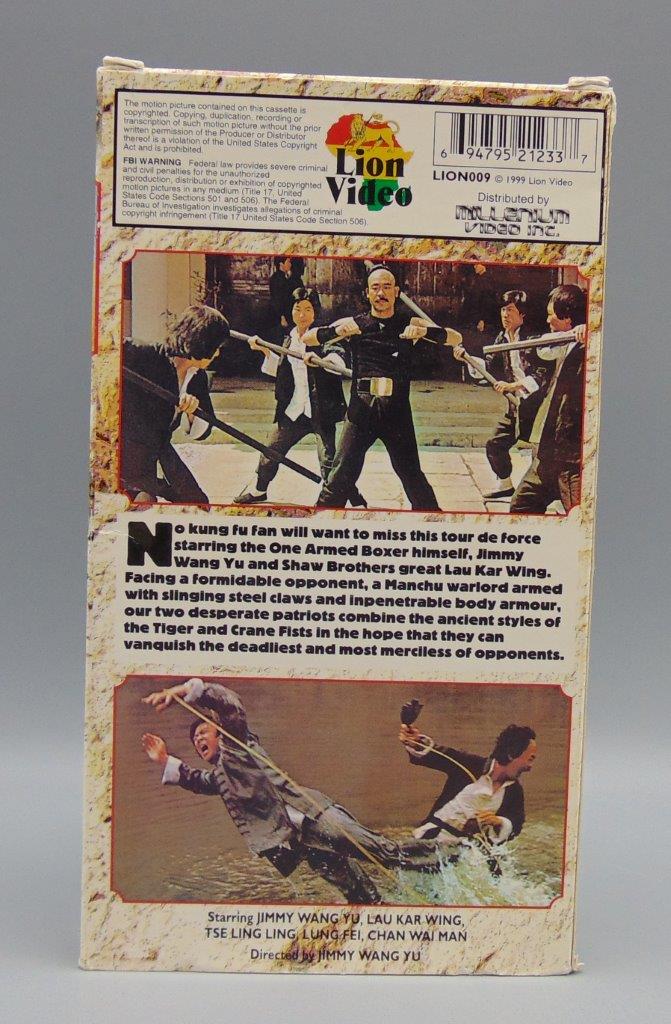 The motion picture contained on this cassette is
copyrighted. Copying, duplication, recording or
transcription of such motion picture without the prior
written permission of the Producer or Distributor
thereof is a violation of the United States Copyright
Act and is prohibited.
FBI WARNING Federal law provides severe criminal
and civil penalties for the unauthorized
reproduction, distribution or exhibition of copyrighted
motion pictures in any medium (Title 17, United
States Code Sections 501 and 506). The Federal
Bureau of Investigation investigates allegations of criminal
copyright infringement (Title 17 United States Code Section 506).
Lion
Video
6 94795 21233 7
LION009 © 1999 Lion Video
Distributed by
MILLENIUM
VIDEO INC.
No kung fu fan will want to miss this tour de force
starring the One Armed Boxer himself, Jimmy
Wang Yu and Shaw Brothers great Lau Kar Wing.
Facing a formidable opponent, a Manchu warlord armed
with slinging steel claws and inpenetrable body armour,
our two desperate patriots combine the ancient styles of
the Tiger and Crane Fists in the hope that they can
vanquish the deadliest and most merciless of opponents.
Starring JIMMY WANG YU, LAU KAR WING,
TSE LING LING, LUNG FEI, CHAN WAI MAN
Directed by JIMMY WANG YU